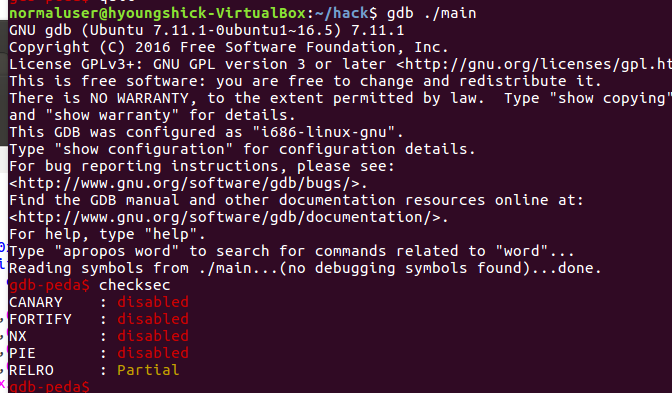 normaluser@hyoungshick-VirtualBox:~/hack$ gdb ./main
GNU gdb (Ubuntu 7.11.1-0ubuntu1~16.5) 7.11.1
Copyright (C) 2016 Free Software Foundation, Inc.
License GPLv3+: GNU GPL version 3 or later <http://gnu.org/licenses/gpl.ht
This is free software: you are free to change and redistribute it.
There is NO WARRANTY, to the extent permitted by law.  Type "show copying"
and "show warranty" for details.
This GDB was configured as "i686-linux-gnu".
Type "show configuration" for configuration details.
For bug reporting instructions, please see:
<http://www.gnu.org/software/gdb/bugs/>.
Find the GDB manual and other documentation resources online at:
<http://www.gnu.org/software/gdb/documentation/>.
For help, type "help".
Type "apropos word" to search for commands related to "word"...
Reading symbols from ./main...(no debugging symbols found)...done.
gdb-peda$ checksec
CANARY    : disabled
FORTIFY   : disabled
NX        : disabled
PIE       : disabled
RELRO     : Partial
gdb-peda$